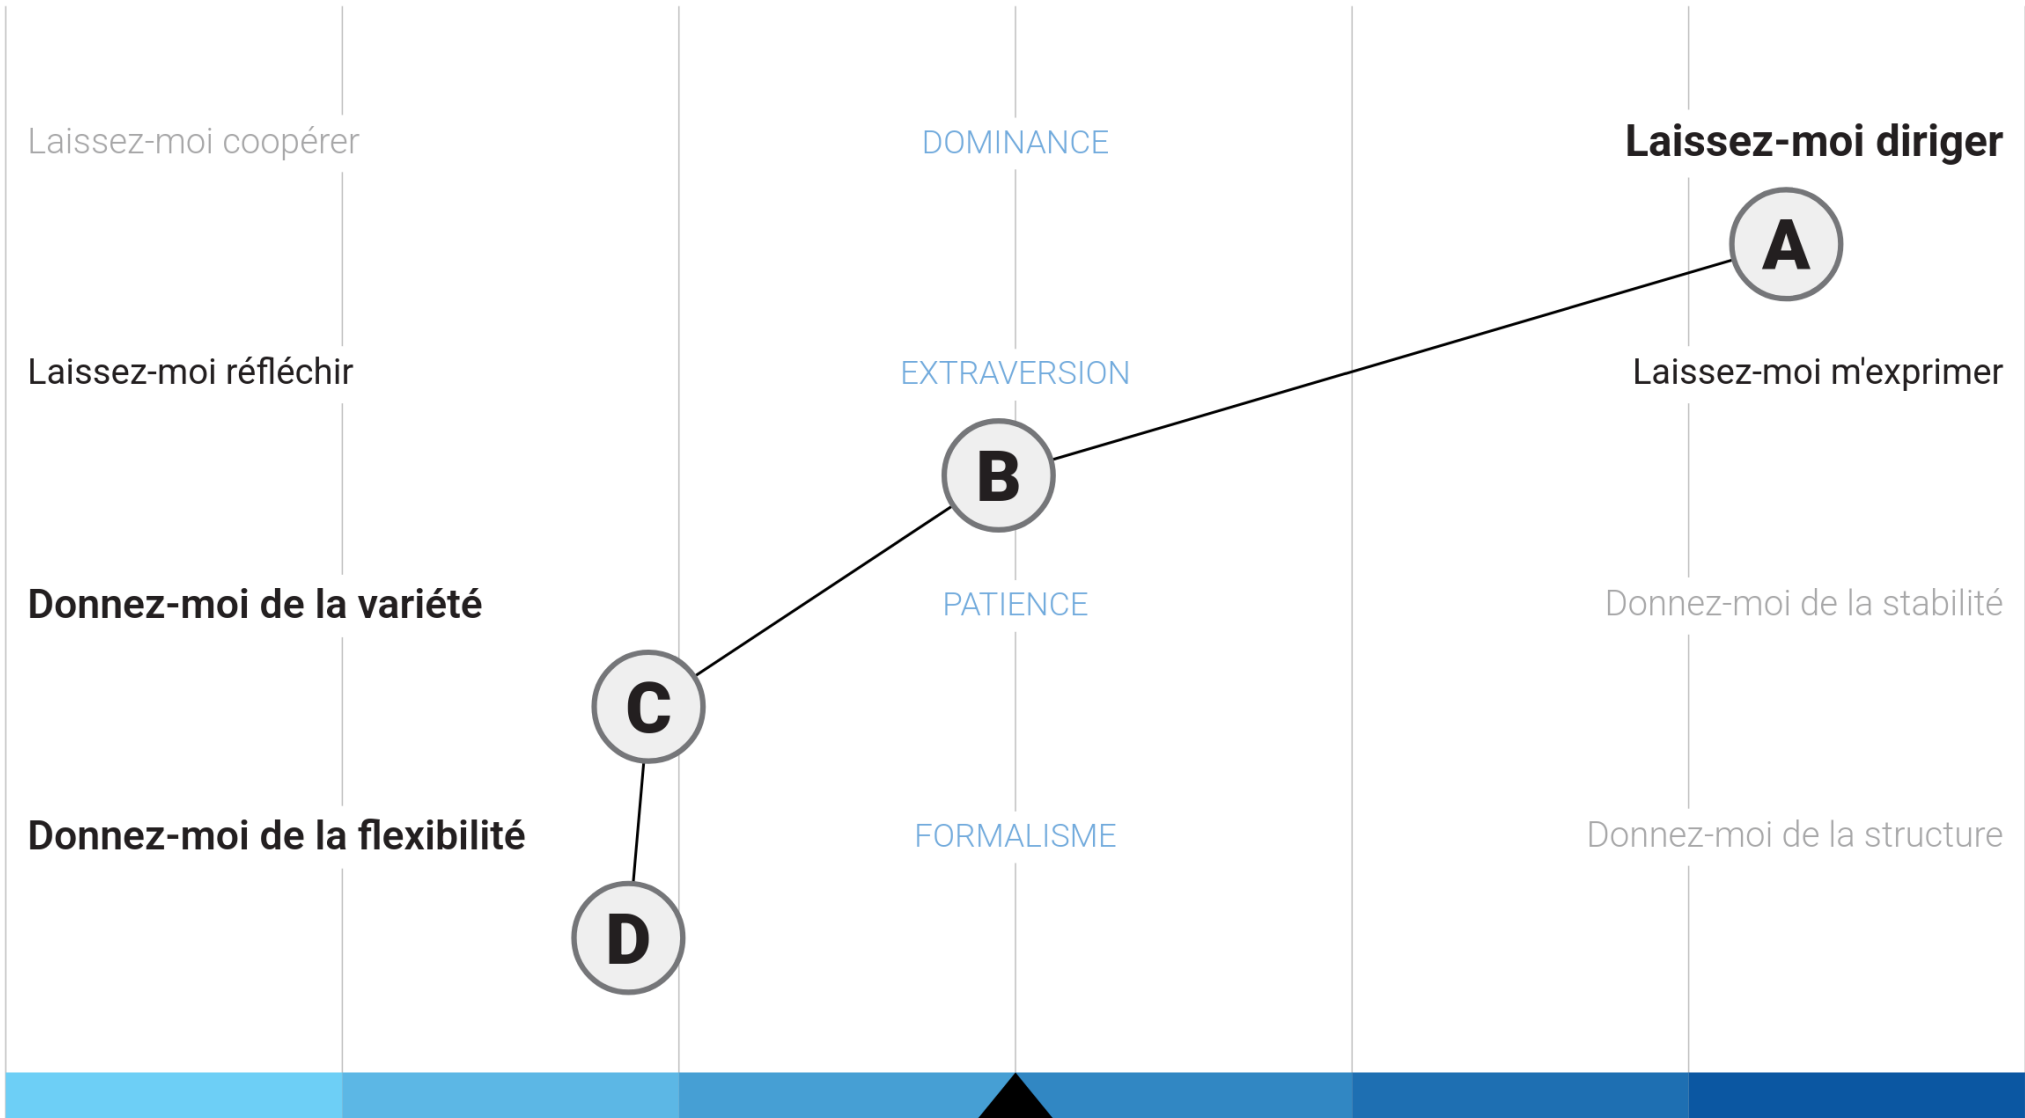 Laissez-moi coopérer DOMINANCE Laissez-moi diriger
A
Laissez-moi réfléchir EXTRAVERSION Laissez-moi m'exprimer
B
Donnez-moi de la variété PATIENCE Donnez-moi de la stabilité
C
Donnez-moi de la flexibilité FORMALISME Donnez-moi de la structure
D